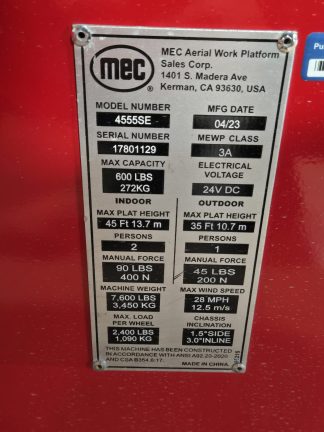 mec
®
MEC Aerial Work Platform
Sales Corp.
1401 S. Madera Ave
Kerman, CA 93630, USA
MODEL NUMBER
4555SE
MFG DATE
04/23
SERIAL NUMBER
17801129
MEWP CLASS
3A
MAX CAPACITY
600 LBS
272KG
ELECTRICAL
VOLTAGE
24V DC
INDOOR
OUTDOOR
MAX PLAT HEIGHT
45 Ft 13.7 m
MAX PLAT HEIGHT
35 Ft 10.7 m
PERSONS
2
PERSONS
1
MANUAL FORCE
90 LBS
400 N
MANUAL FORCE
45 LBS
200 N
MACHINE WEIGHT
7,600 LBS
3,450 KG
MAX WIND SPEED
28 MPH
12.5 m/s
MAX. LOAD
PER WHEEL
2,400 LBS
1,090 KG
CHASSIS
INCLINATION
1.5°SIDE
3.0°INLINE
THIS MACHINE HAS BEEN CONSTRUCTED
IN ACCORDANCE WITH ANSI A92.20-2020
AND CSA B354.6:17.
MADE IN CHINA.
Pu